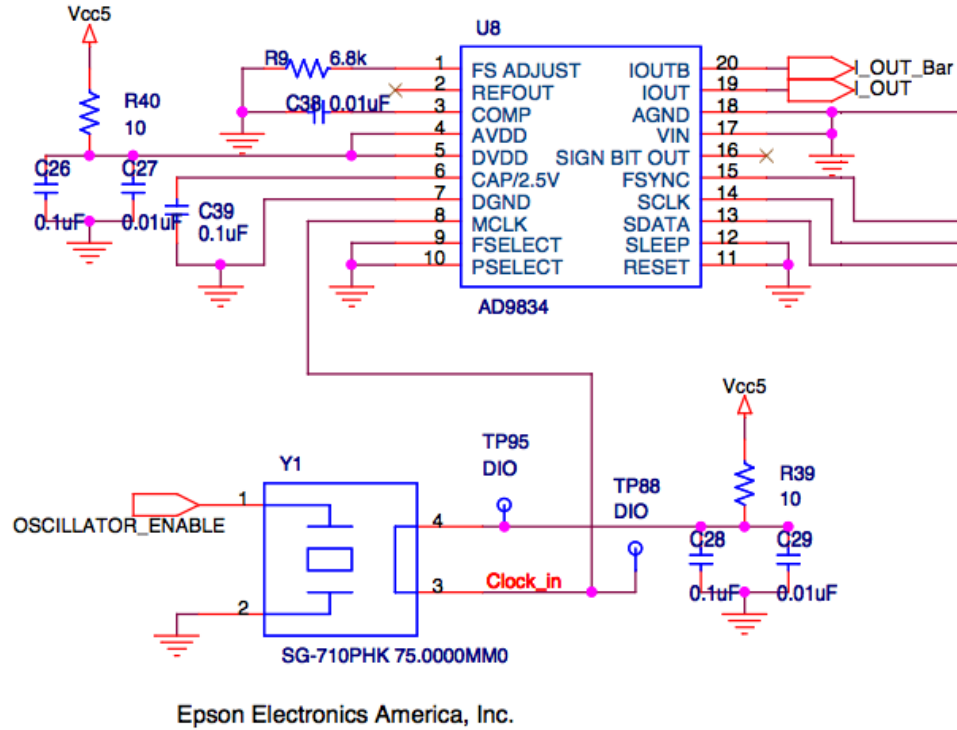 Vcc5
R40
10
C26
0.1uF
C27
0.01uF
C39
0.1uF
R9 6.8k
C38 0.01uF
U8
1 FS ADJUST
2 REFOUT
3 COMP
4 AVDD
5 DVDD
6 CAP/2.5V
7 DGND
8 MCLK
9 FSELECT
10 PSELECT
IOUTB 20
IOUT 19
AGND 18
VIN 17
SIGN BIT OUT 16
FSYNC 15
SCLK 14
SDATA 13
SLEEP 12
RESET 11
I_OUT_Bar
I_OUT
AD9834
Vcc5
R39
10
C28
0.1uF
C29
0.01uF
TP95
DIO
TP88
DIO
Y1
OSCILLATOR_ENABLE
1
2
4
3
Clock_in
SG-710PHK 75.0000MM0
Epson Electronics America, Inc.